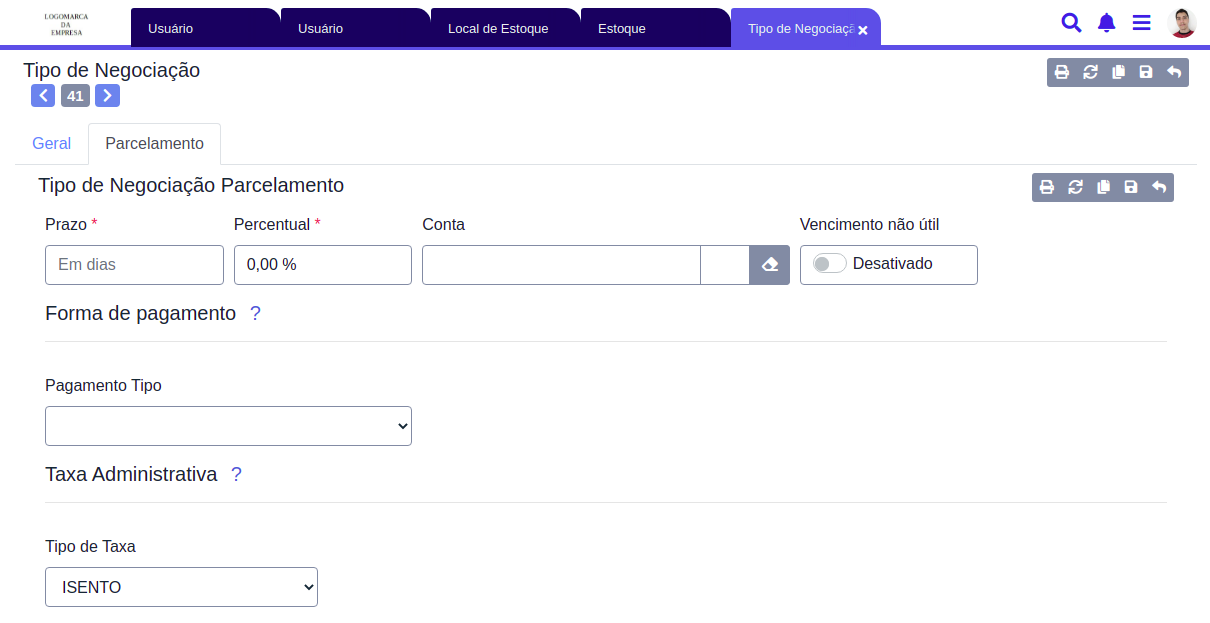 LOGOMARCA
DA
EMPRESA
Usuário
Usuário
Local de Estoque
Estoque
Tipo de Negociaçã
Tipo de Negociação
41
Geral
Parcelamento
Tipo de Negociação Parcelamento
Prazo *
Percentual *
Conta
Vencimento não útil
Em dias
0,00 %
Desativado
Forma de pagamento ?
Pagamento Tipo
Taxa Administrativa ?
Tipo de Taxa
ISENTO